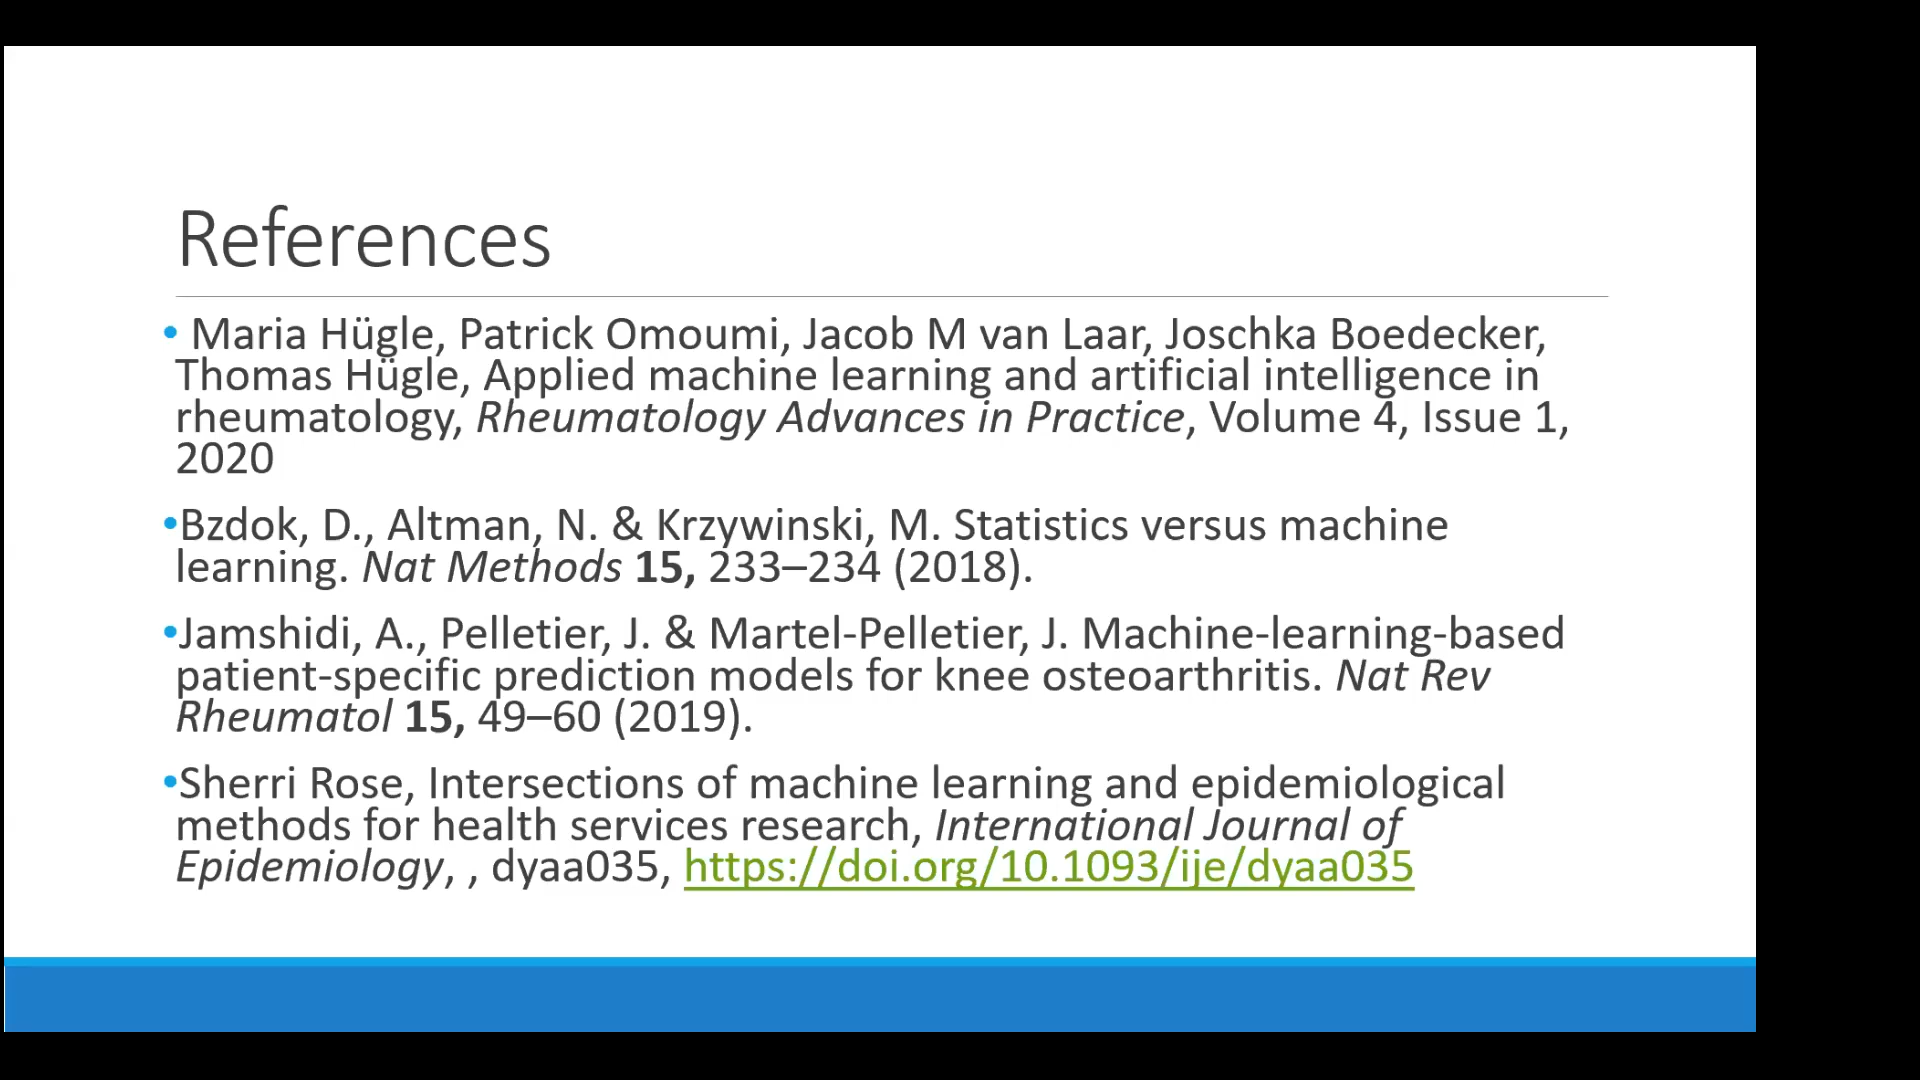 References
• Maria Hügle, Patrick Omoumi, Jacob M van Laar, Joschka Boedecker,
Thomas Hügle, Applied machine learning and artificial intelligence in
rheumatology, Rheumatology Advances in Practice, Volume 4, Issue 1,
2020
•Bzdok, D., Altman, N. & Krzywinski, M. Statistics versus machine
learning. Nat Methods 15, 233–234 (2018).
•Jamshidi, A., Pelletier, J. & Martel-Pelletier, J. Machine-learning-based
patient-specific prediction models for knee osteoarthritis. Nat Rev
Rheumatol 15, 49–60 (2019).
•Sherri Rose, Intersections of machine learning and epidemiological
methods for health services research, International Journal of
Epidemiology, , dyaa035, https://doi.org/10.1093/ije/dyaa035